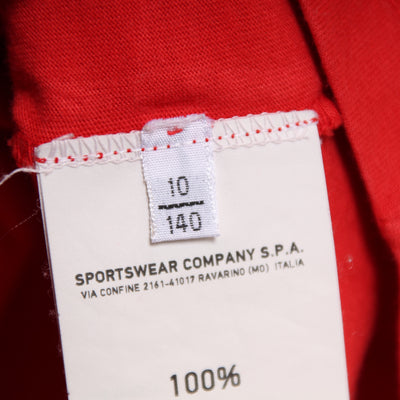 10
140
SPORTSWEAR COMPANY S.P.A.
VIA CONFINE 2161-41017 RAVARINO (MO) ITALIA
100%